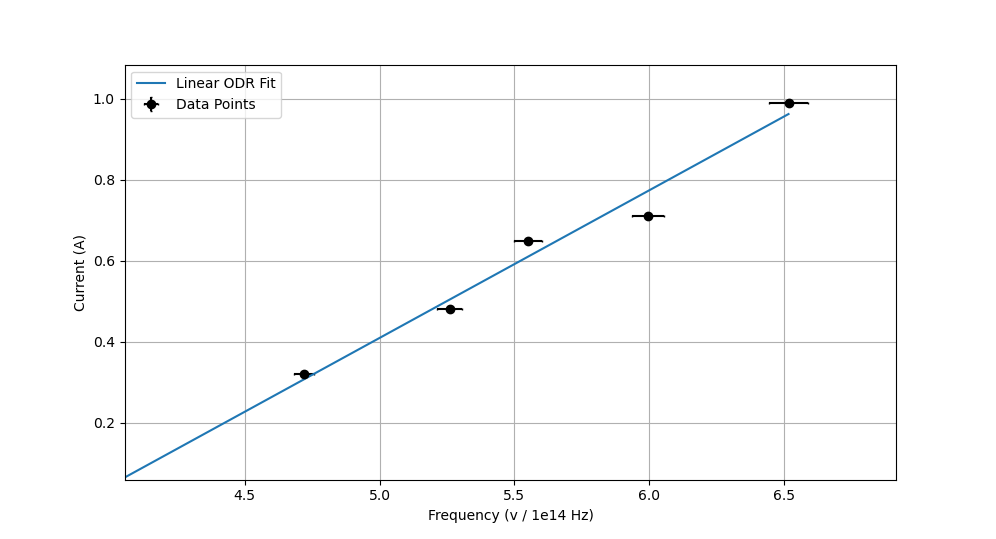 Linear ODR Fit
Data Points
1.0
0.8
0.6
0.4
0.2
Current (A)
4.5 5.0 5.5 6.0 6.5
Frequency (v / 1e14 Hz)